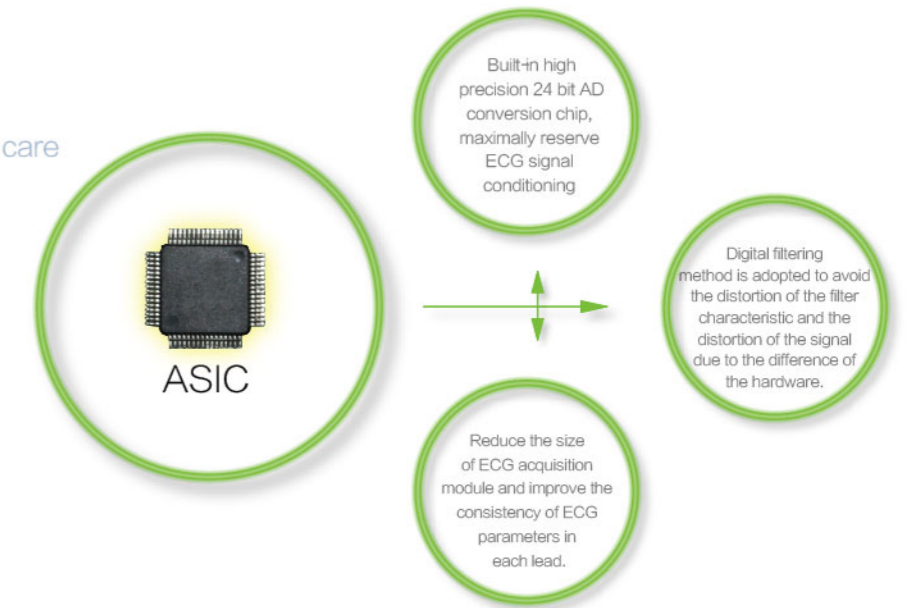 care
ASIC
Built-in high
precision 24 bit AD
conversion chip,
maximally reserve
ECG signal
conditioning
Digital filtering
method is adopted to avoid
the distortion of the filter
characteristic and the
distortion of the signal
due to the difference of
the hardware.
Reduce the size
of ECG acquisition
module and improve the
consistency of ECG
parameters in
each lead.